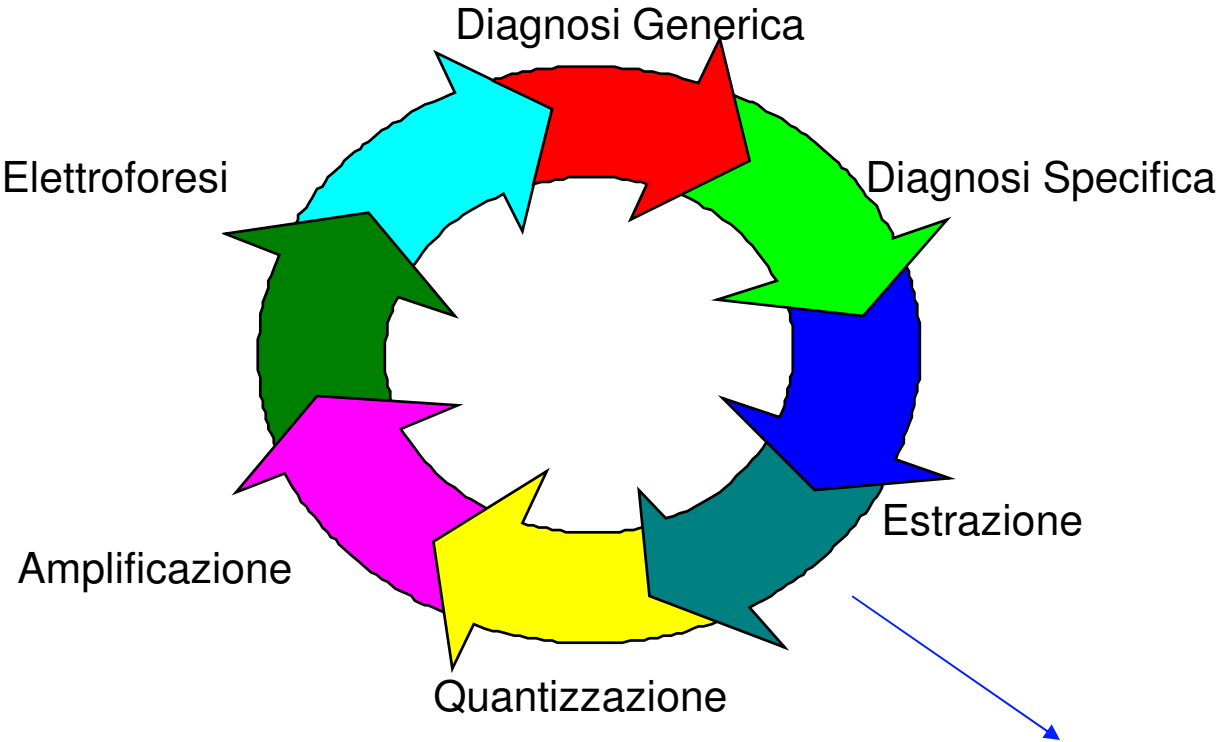 Diagnosi Generica
Diagnosi Specifica
Estrazione
Quantizzazione
Amplificazione
Elettroforesi